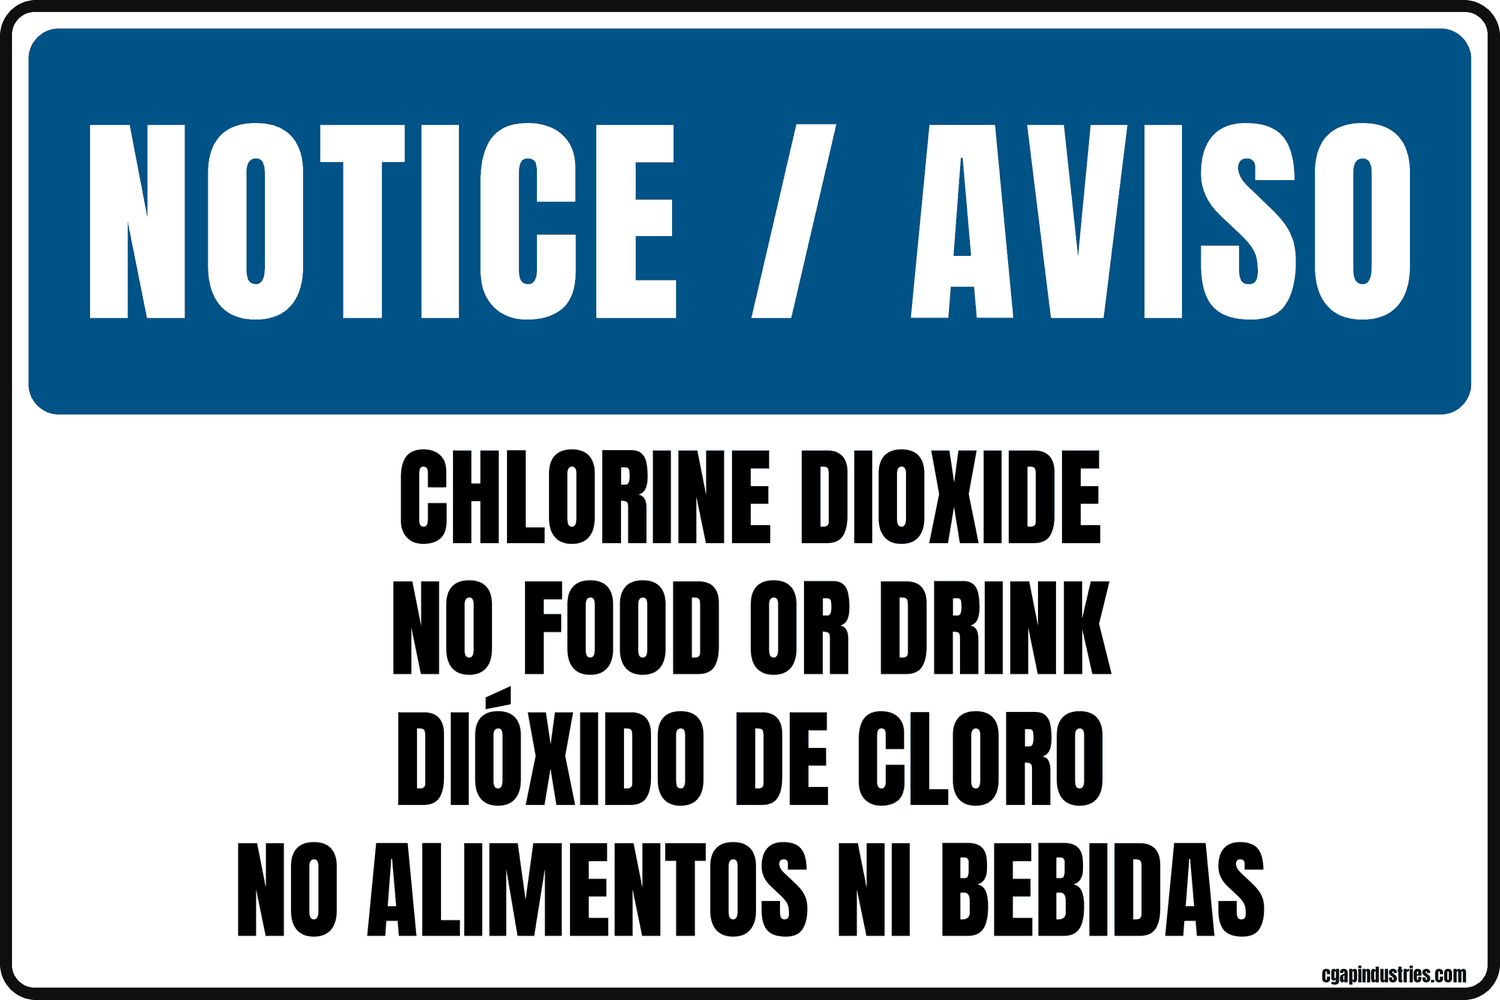 NOTICE / AVISO
CHLORINE DIOXIDE
NO FOOD OR DRINK
DIÓXIDO DE CLORO
NO ALIMENTOS NI BEBIDAS
cgapindustries.com